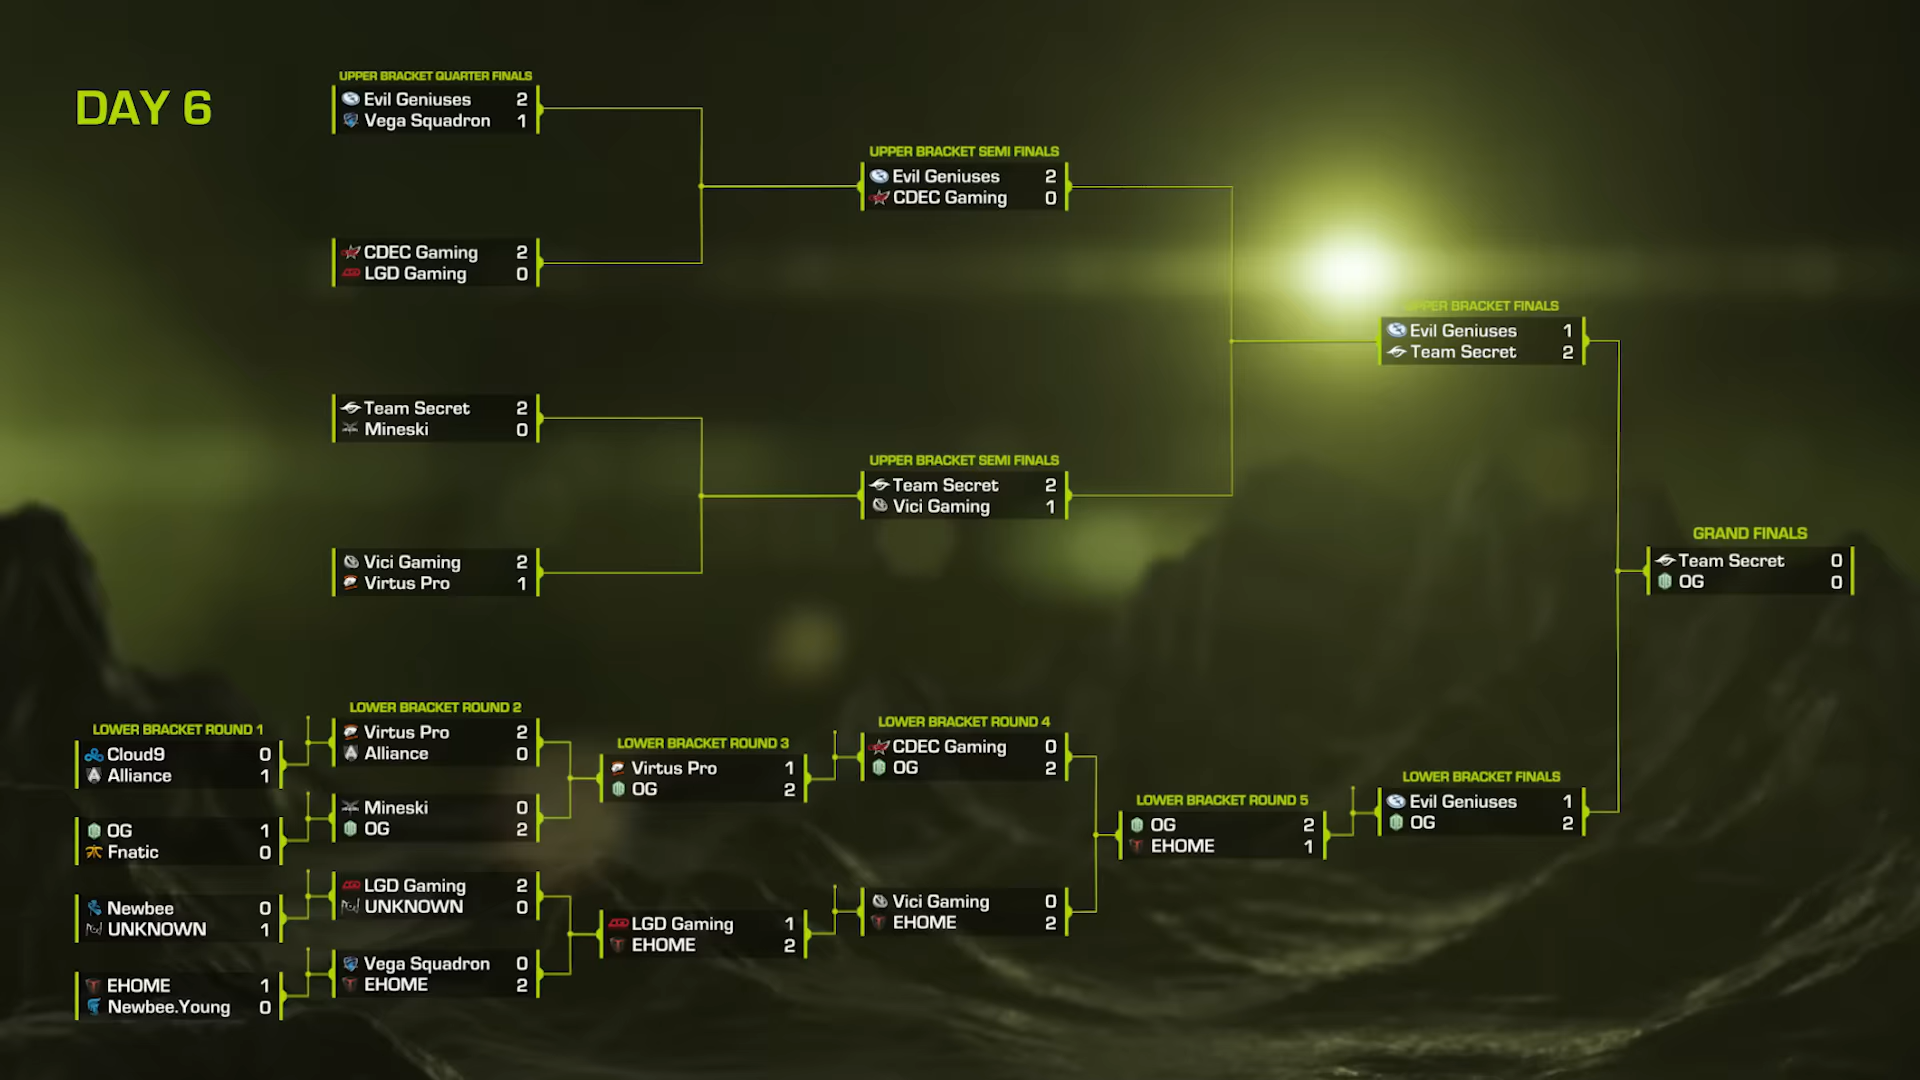 DAY 6
UPPER BRACKET QUARTER FINALS
Evil Geniuses 2
Vega Squadron 1
CDEC Gaming 2
LGD Gaming 0
Team Secret 2
Mineski 0
Vici Gaming 2
Virtus Pro 1
UPPER BRACKET SEMI FINALS
Evil Geniuses 2
CDEC Gaming 0
UPPER BRACKET SEMI FINALS
Team Secret 2
Vici Gaming 1
UPPER BRACKET FINALS
Evil Geniuses 1
Team Secret 2
GRAND FINALS
Team Secret 0
OG 0
LOWER BRACKET ROUND 1
Cloud9 0
Alliance 1
OG 1
Fnatic 0
Newbee 0
UNKNOWN 1
EHOME 1
Newbee.Young 0
LOWER BRACKET ROUND 2
Virtus Pro 2
Alliance 0
Mineski 0
OG 2
LGD Gaming 2
UNKNOWN 0
Vega Squadron 0
EHOME 2
LOWER BRACKET ROUND 3
Virtus Pro 1
OG 2
LGD Gaming 1
EHOME 2
LOWER BRACKET ROUND 4
CDEC Gaming 0
OG 2
Vici Gaming 0
EHOME 2
LOWER BRACKET ROUND 5
OG 2
EHOME 1
LOWER BRACKET FINALS
Evil Geniuses 1
OG 2